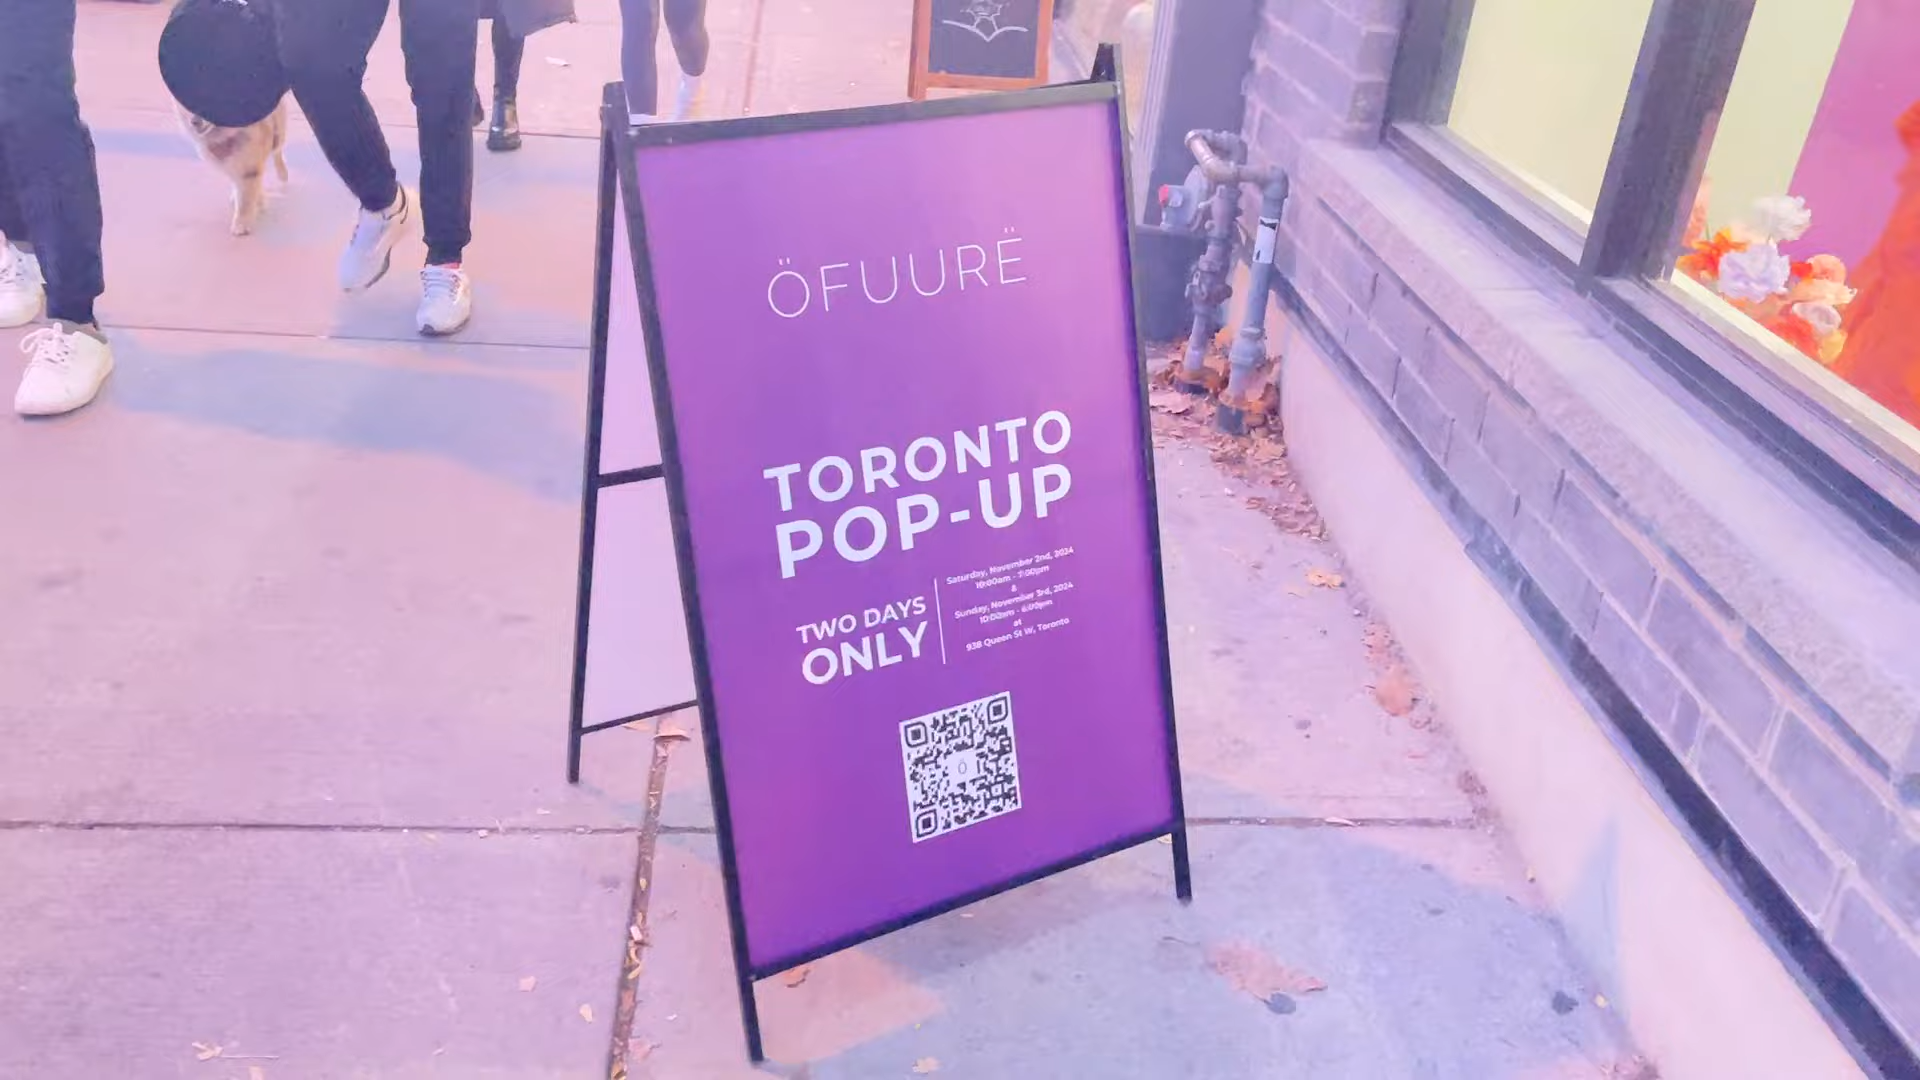 ÖFUURË
TORONTO
POP-UP
TWO DAYS
ONLY
Saturday, November 2nd, 2024
10:00am - 7:00pm
&
Sunday, November 3rd, 2024
10:00am - 6:00pm
at
938 Queen St W, Toronto
Ö